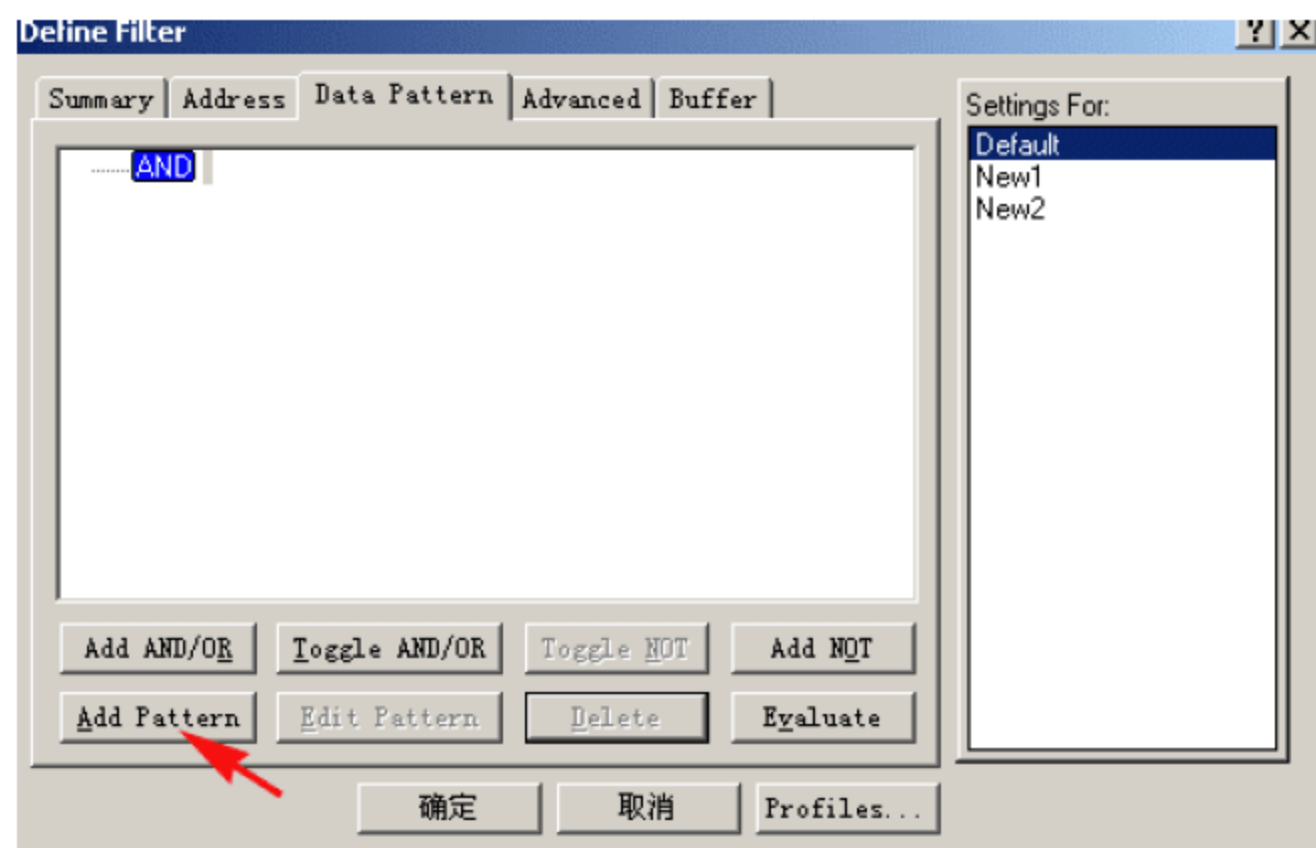 Define Filter
Summary Address Data Pattern Advanced Buffer
Settings For:
AND
Default
New1
New2
Add AND/OR Toggle AND/OR Toggle NOT Add NOT
Add Pattern Edit Pattern Delete Evaluate
确定 取消 Profiles...